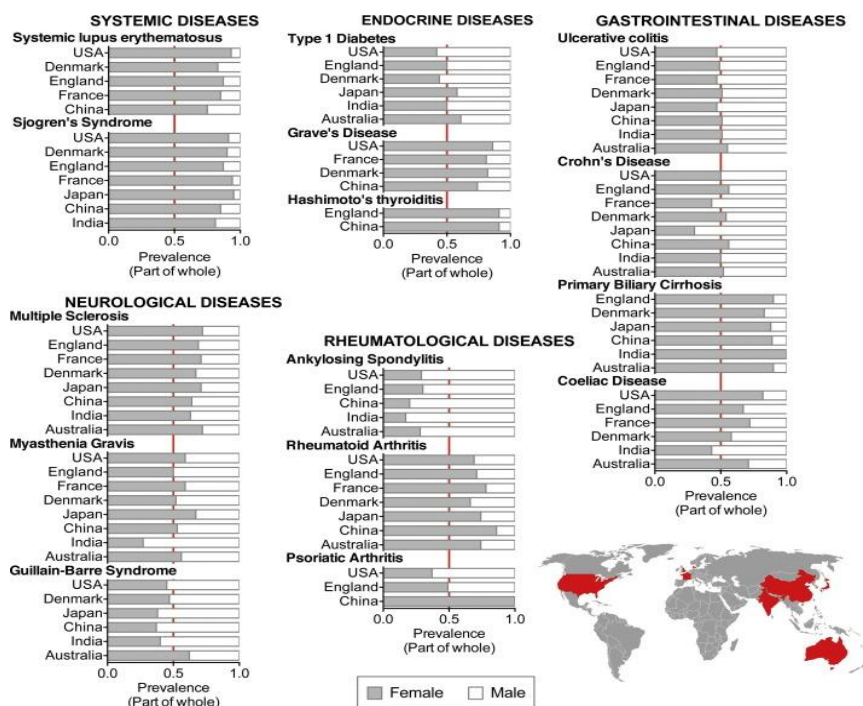 SYSTEMIC DISEASES
Systemic lupus erythematosus
USA
Denmark
England
France
China
Sjogren's Syndrome
USA
Denmark
England
France
Japan
China
India
0.0 0.5 1.0
Prevalence
(Part of whole)
ENDOCRINE DISEASES
Type 1 Diabetes
USA
England
Denmark
Japan
India
Australia
Grave's Disease
USA
France
Denmark
China
Hashimoto's thyroiditis
England
China
0.0 0.5 1.0
Prevalence
(Part of whole)
GASTROINTESTINAL DISEASES
Ulcerative colitis
USA
England
France
Denmark
Japan
China
India
Australia
Crohn's Disease
USA
England
France
Denmark
Japan
China
India
Australia
Primary Biliary Cirrhosis
England
Denmark
Japan
China
India
Australia
Coeliac Disease
USA
England
France
Denmark
India
Australia
0.0 0.5 1.0
Prevalence
(Part of whole)
NEUROLOGICAL DISEASES
Multiple Sclerosis
USA
England
France
Denmark
Japan
China
India
Australia
Myasthenia Gravis
USA
England
France
Denmark
Japan
China
India
Australia
Guillain-Barre Syndrome
USA
Denmark
Japan
China
India
Australia
0.0 0.5 1.0
Prevalence
(Part of whole)
RHEUMATOLOGICAL DISEASES
Ankylosing Spondylitis
USA
England
China
India
Australia
Rheumatoid Arthritis
USA
England
France
Denmark
Japan
China
Australia
Psoriatic Arthritis
USA
England
China
0.0 0.5 1.0
Prevalence
(Part of whole)
Female Male